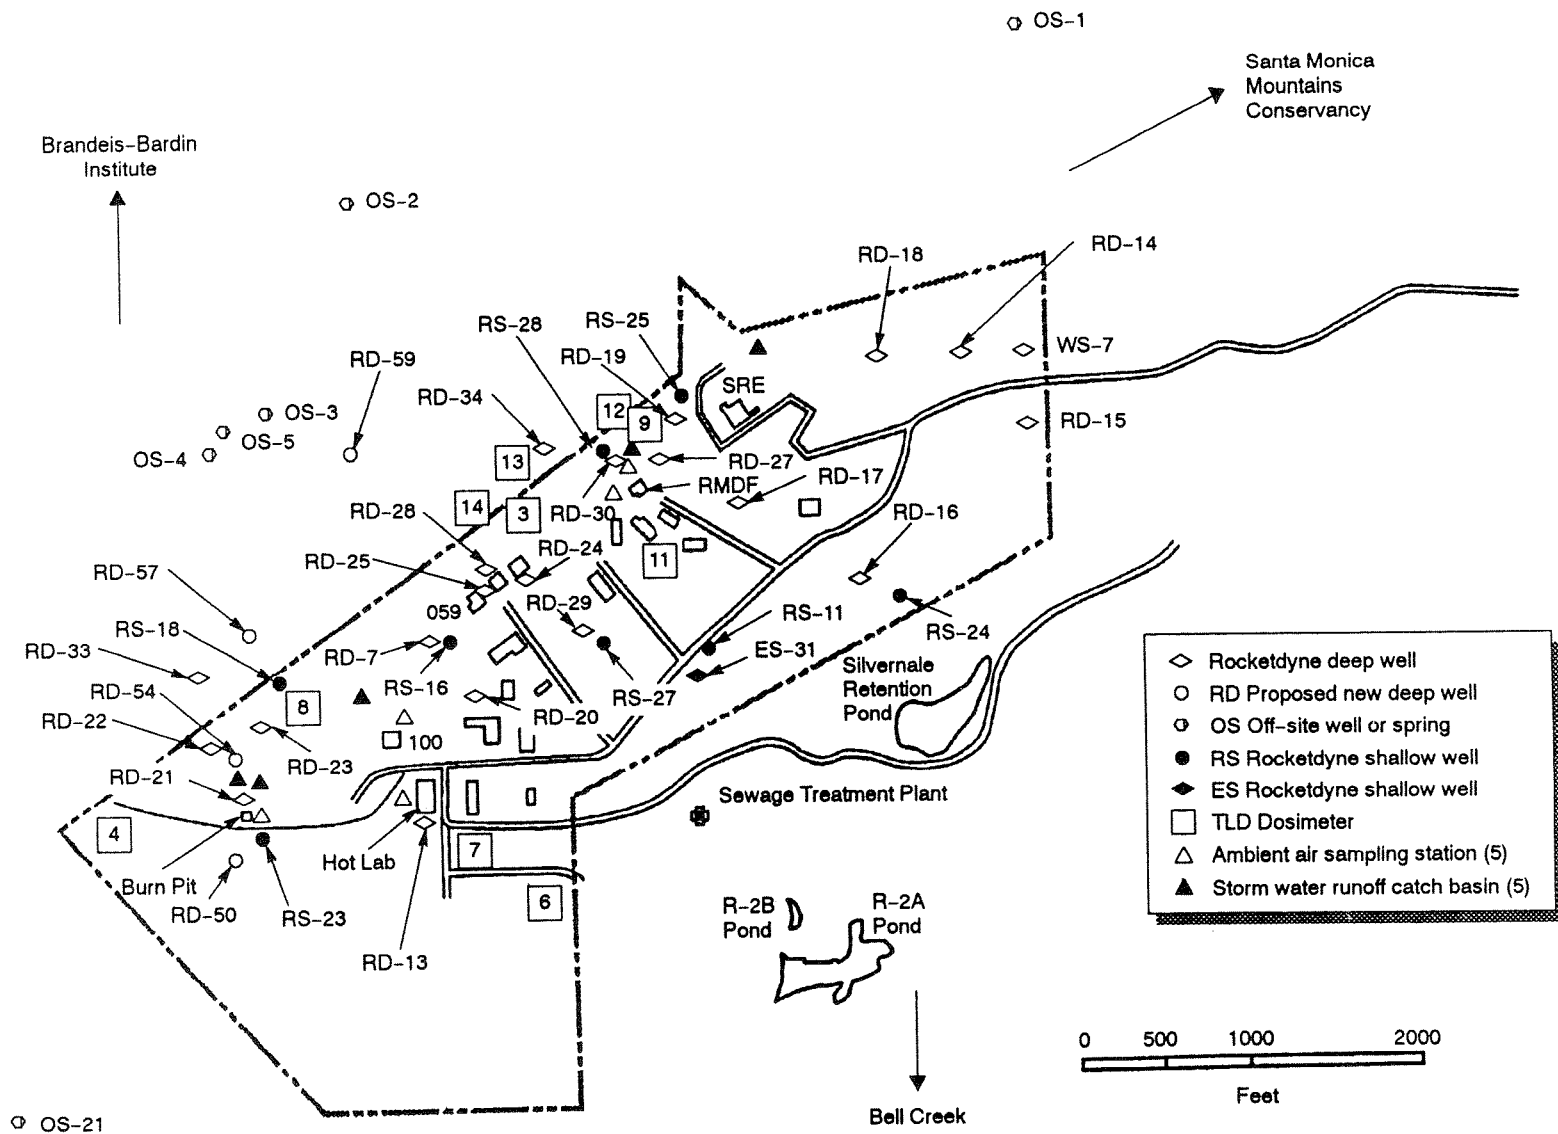 OS-1
Santa Monica
Mountains
Conservancy
Brandeis-Bardin
Institute
OS-2
RD-14
RD-18
RS-25
RS-28
WS-7
RD-19
RD-59
SRE
RD-34
12
9
OS-3
RD-15
OS-5
OS-4
13
RD-27
RD-17
RMDF
14
3
RD-28
RD-30
RD-16
RD-24
11
RD-25
RD-57
RD-29
059
RS-11
RS-18
RS-24
RD-33
RD-7
ES-31
Silvernale
Retention
Pond
RD-54
RS-16
RS-27
8
RD-22
RD-20
100
RD-23
RD-21
Sewage Treatment Plant
4
Hot Lab
7
Burn Pit
6
RD-50
RS-23
R-2B
Pond
R-2A
Pond
RD-13
Bell Creek
OS-21
Rocketdyne deep well
RD Proposed new deep well
OS Off-site well or spring
RS Rocketdyne shallow well
ES Rocketdyne shallow well
TLD Dosimeter
Ambient air sampling station (5)
Storm water runoff catch basin (5)
0 500 1000 2000
Feet